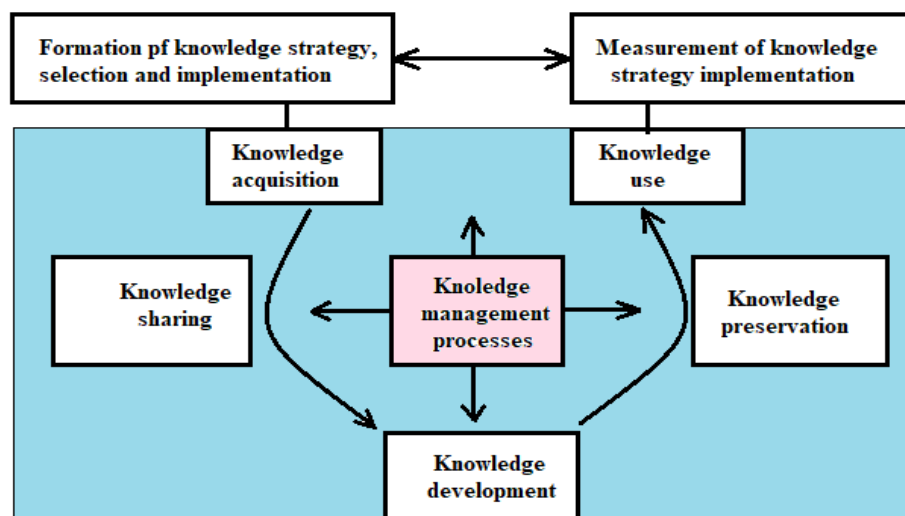 Formation pf knowledge strategy,
selection and implementation
Measurement of knowledge
strategy implementation
Knowledge
acquisition
Knowledge
use
Knowledge
sharing
Knoledge
management
processes
Knowledge
preservation
Knowledge
development